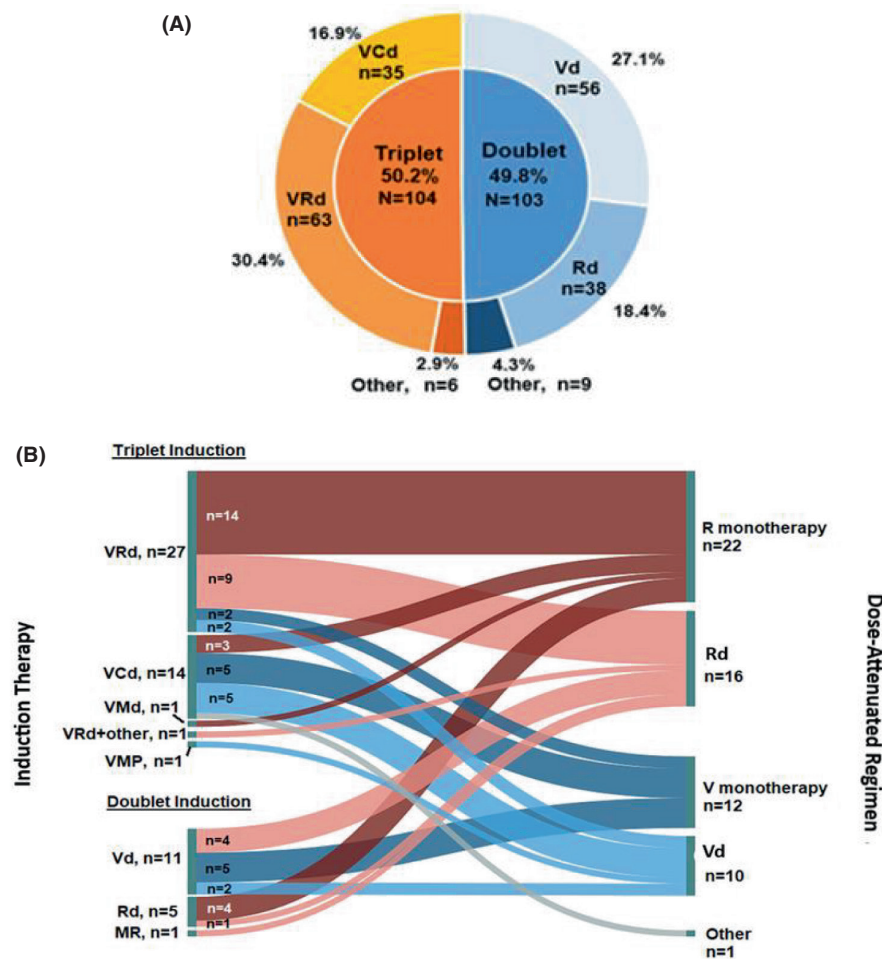 (A)
16.9%
VCd
n=35
Vd
n=56
27.1%
Triplet
50.2%
N=104
Doublet
49.8%
N=103
VRd
n=63
30.4%
Rd
n=38
18.4%
2.9%
Other, n=6
4.3%
Other, n=9
(B)
Triplet Induction
Induction Therapy
VRd, n=27
n=14
n=9
n=2
n=2
VCd, n=14
n=3
n=5
n=5
VMd, n=1
VRd+other, n=1
VMP, n=1
Doublet Induction
Vd, n=11
n=4
n=5
n=2
Rd, n=5
n=4
n=1
MR, n=1
R monotherapy
n=22
Rd
n=16
V monotherapy
n=12
Vd
n=10
Other
n=1
Dose-Attenuated Regimen